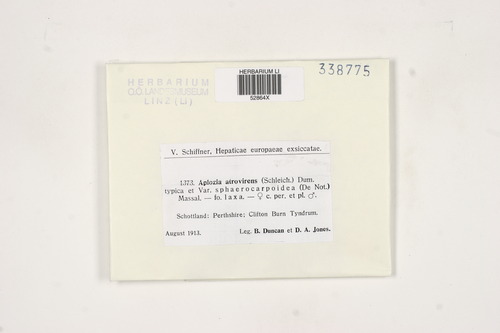 HERBARIUM LI
52864X
338775
HERBARIUM
O.Ö.LANDESMUSEUM
LINZ (LI)
V. Schiffner, Hepaticae europaeae exsiccatae.
1373. Aplozia atrovirens (Schleich.) Dum.
typica et Var. sphaerocarpoidea (De Not.)
Massal. — fo. laxa. — ♀ c. per. et pl. ♂.
Schottland: Perthshire; Clifton Burn Tyndrum.
August 1913.
Leg. B. Duncan et D. A. Jones.